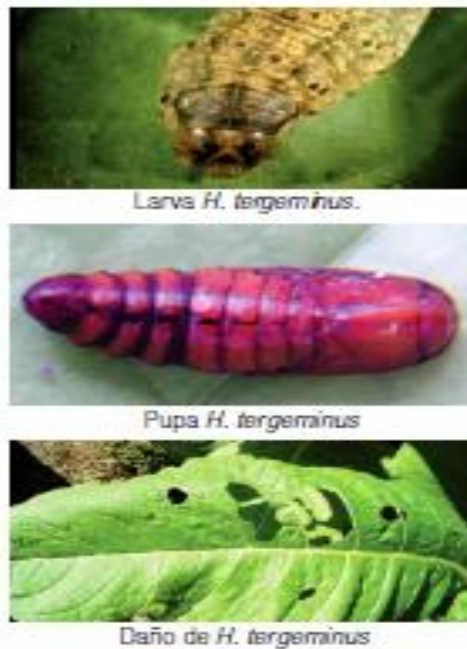 Larva H. tergeminus.
Pupa H. tergeminus
Daño de H. tergeminus